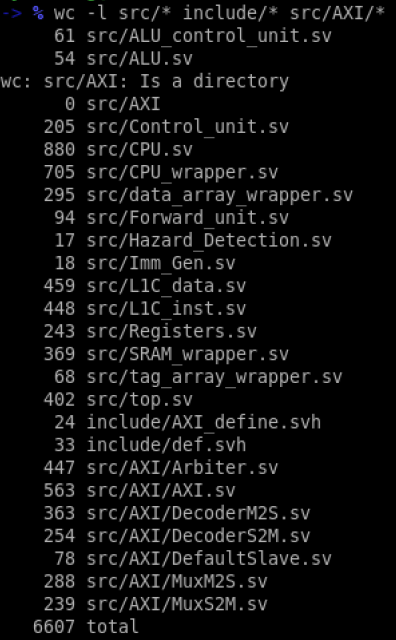 -> % wc -l src/* include/* src/AXI/*
61 src/ALU_control_unit.sv
54 src/ALU.sv
wc: src/AXI: Is a directory
0 src/AXI
205 src/Control_unit.sv
880 src/CPU.sv
705 src/CPU_wrapper.sv
295 src/data_array_wrapper.sv
94 src/Forward_unit.sv
17 src/Hazard_Detection.sv
18 src/Imm_Gen.sv
459 src/L1C_data.sv
448 src/L1C_inst.sv
243 src/Registers.sv
369 src/SRAM_wrapper.sv
68 src/tag_array_wrapper.sv
402 src/top.sv
24 include/AXI_define.svh
33 include/def.svh
447 src/AXI/Arbiter.sv
563 src/AXI/AXI.sv
363 src/AXI/DecoderM2S.sv
254 src/AXI/DecoderS2M.sv
78 src/AXI/DefaultSlave.sv
288 src/AXI/MuxM2S.sv
239 src/AXI/MuxS2M.sv
6607 total